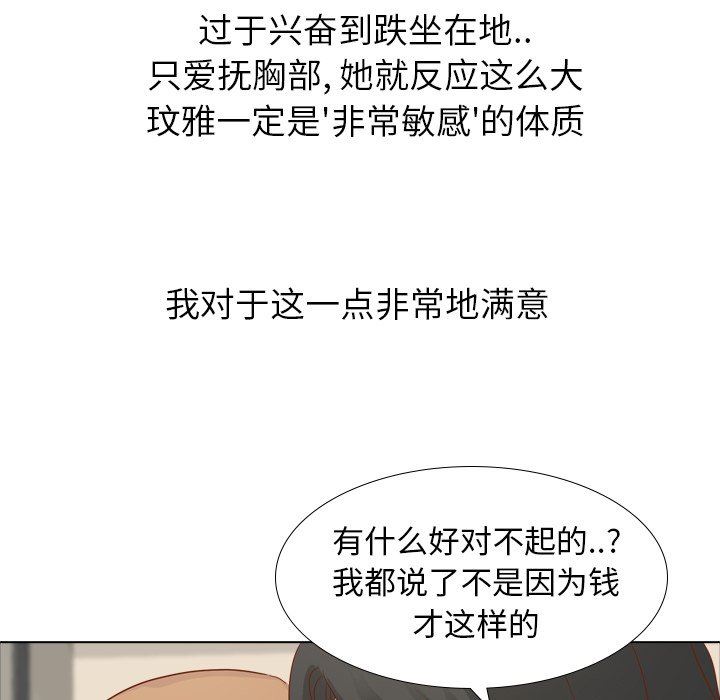 过于兴奋到跌坐在地..
只爱抚胸部, 她就反应这么大
玟雅一定是'非常敏感'的体质
我对于这一点非常地满意
有什么好对不起的..?
我都说了不是因为钱
才这样的